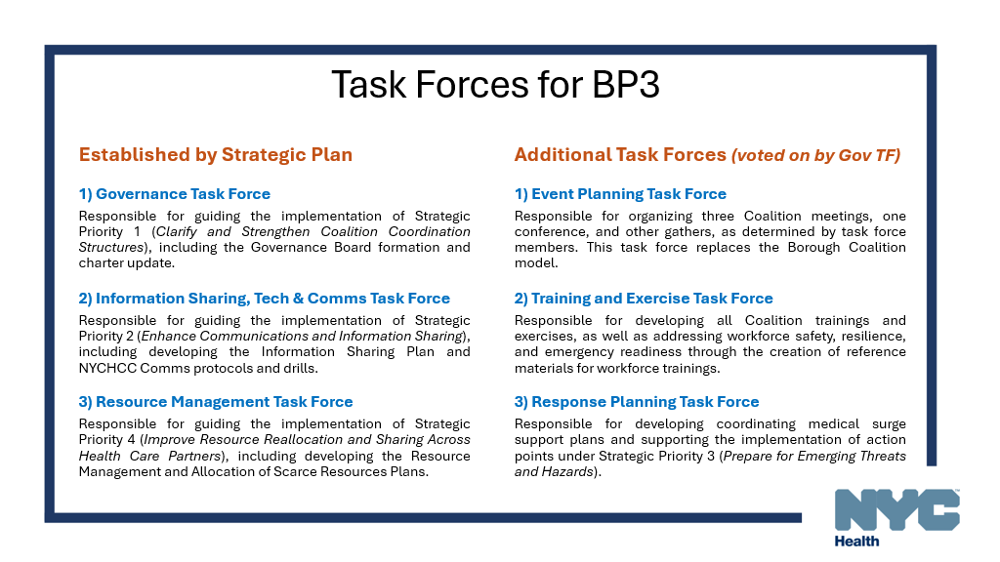 Task Forces for BP3
Established by Strategic Plan
1) Governance Task Force
Responsible for guiding the implementation of Strategic
Priority 1 (Clarify and Strengthen Coalition Coordination
Structures), including the Governance Board formation and
charter update.
2) Information Sharing, Tech & Comms Task Force
Responsible for guiding the implementation of Strategic
Priority 2 (Enhance Communications and Information Sharing),
including developing the Information Sharing Plan and
NYCHCC Comms protocols and drills.
3) Resource Management Task Force
Responsible for guiding the implementation of Strategic
Priority 4 (Improve Resource Reallocation and Sharing Across
Health Care Partners), including developing the Resource
Management and Allocation of Scarce Resources Plans.
Additional Task Forces (voted on by Gov TF)
1) Event Planning Task Force
Responsible for organizing three Coalition meetings, one
conference, and other gathers, as determined by task force
members. This task force replaces the Borough Coalition
model.
2) Training and Exercise Task Force
Responsible for developing all Coalition trainings and
exercises, as well as addressing workforce safety, resilience,
and emergency readiness through the creation of reference
materials for workforce trainings.
3) Response Planning Task Force
Responsible for developing coordinating medical surge
support plans and supporting the implementation of action
points under Strategic Priority 3 (Prepare for Emerging Threats
and Hazards).
NYC
Health